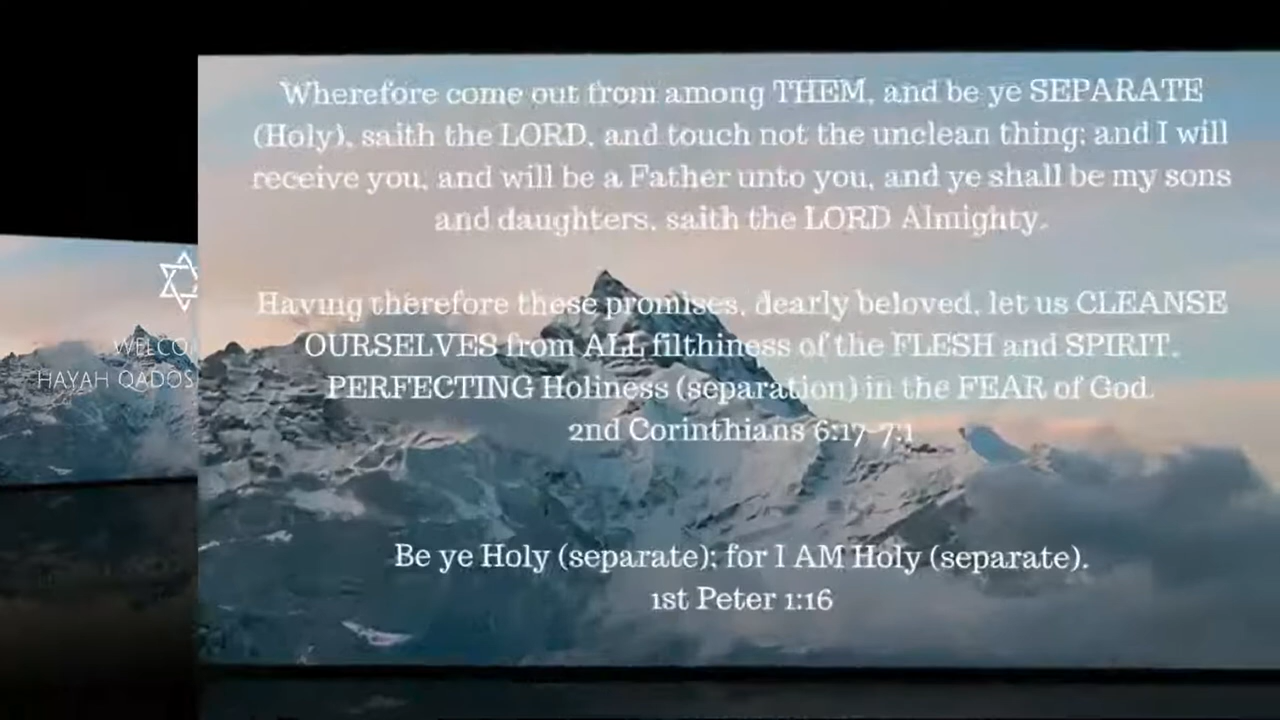 Wherefore come out from among THEM, and be ye SEPARATE
(Holy), saith the LORD, and touch not the unclean thing; and I will
receive you, and will be a Father unto you, and ye shall be my sons
and daughters, saith the LORD Almighty.
Having therefore these promises, dearly beloved, let us CLEANSE
OURSELVES from ALL filthiness of the FLESH and SPIRIT,
PERFECTING Holiness (separation) in the FEAR of God.
2nd Corinthians 6:17-7:1
Be ye Holy (separate); for I AM Holy (separate).
1st Peter 1:16
WELCO
HAYAH QADOS